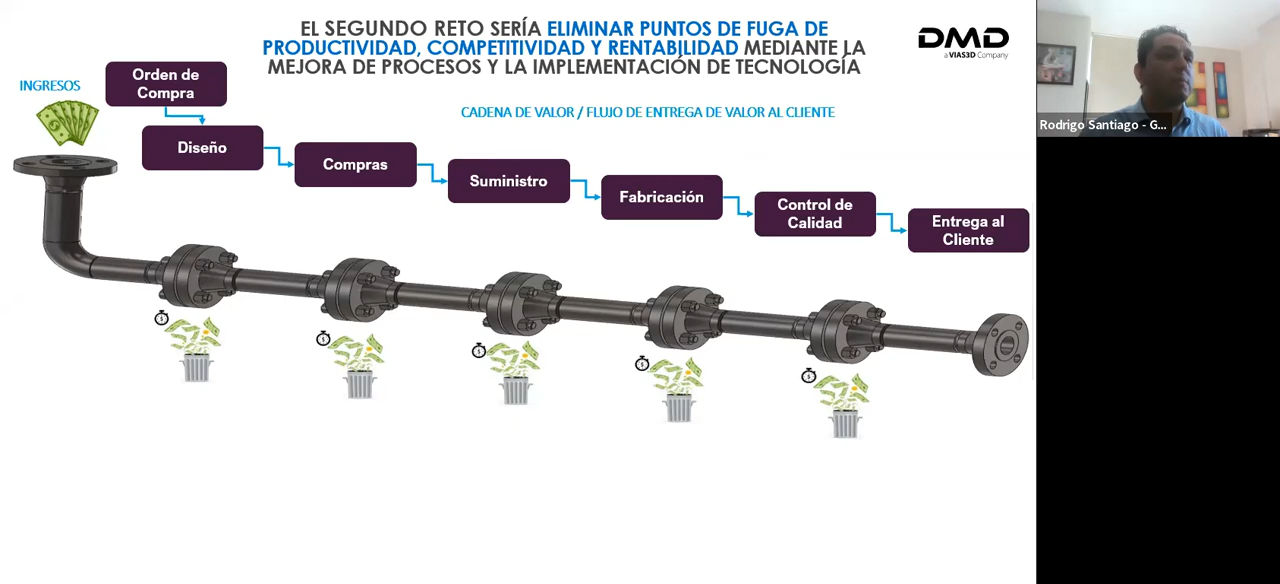 EL SEGUNDO RETO SERÍA ELIMINAR PUNTOS DE FUGA DE
PRODUCTIVIDAD, COMPETITIVIDAD Y RENTABILIDAD MEDIANTE LA
MEJORA DE PROCESOS Y LA IMPLEMENTACIÓN DE TECNOLOGÍA
DMD
a VIAS3D Company
CADENA DE VALOR / FLUJO DE ENTREGA DE VALOR AL CLIENTE
INGRESOS
Orden de
Compra
Diseño
Compras
Suministro
Fabricación
Control de
Calidad
Entrega al
Cliente
Rodrigo Santiago - G...